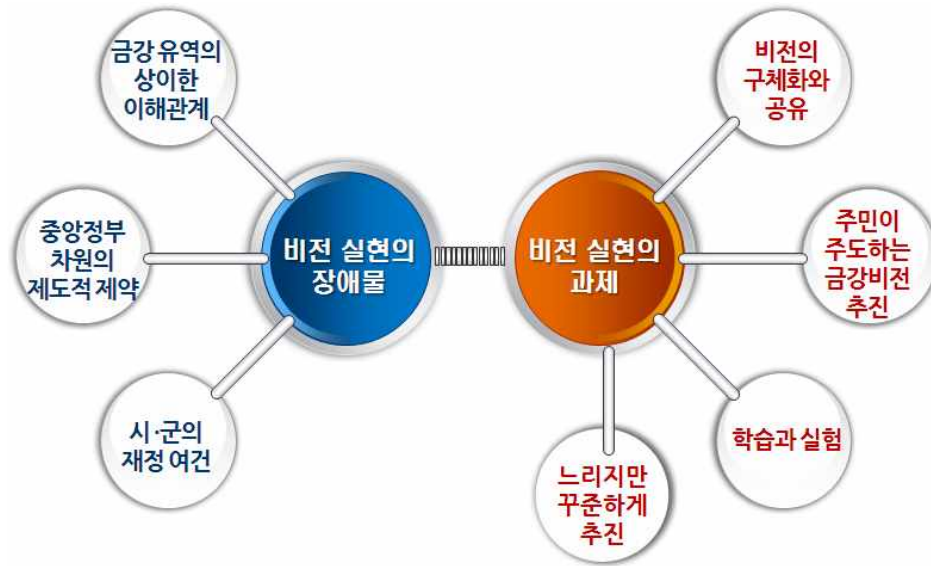 금강 유역의
상이한
이해관계
중앙정부
차원의
제도적 제약
시·군의
재정 여건
비전 실현의
장애물
비전 실현의
과제
비전의
구체화와
공유
주민이
주도하는
금강비전
추진
학습과 실험
느리지만
꾸준하게
추진